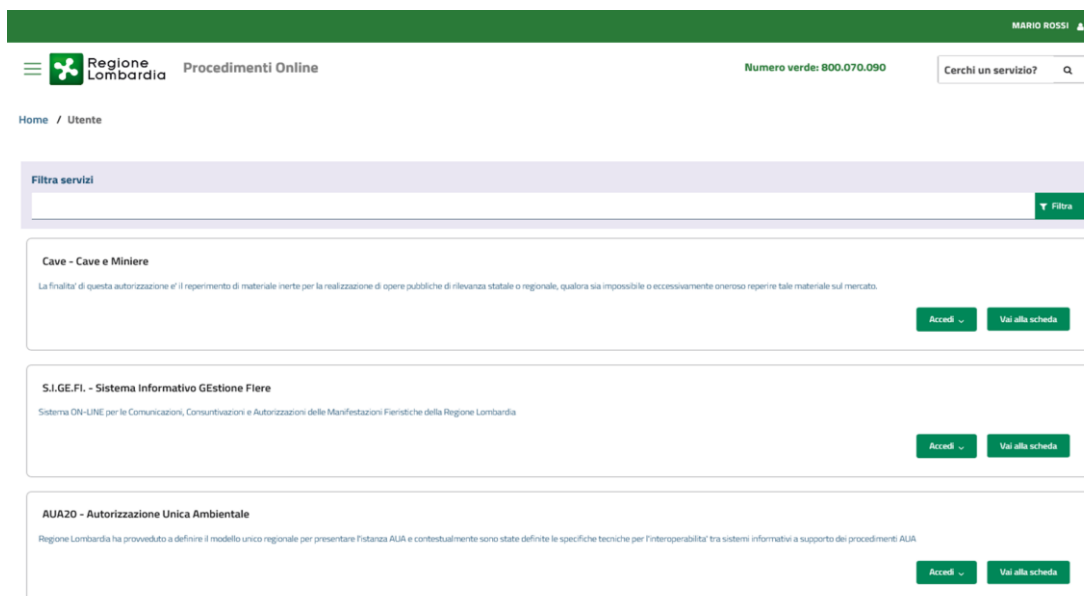 MARIO ROSSI
Regione
Lombardia
Procedimenti Online
Numero verde: 800.070.090
Cerchi un servizio?
Home / Utente
Filtra servizi
Filtra
Cave - Cave e Miniere
La finalita' di questa autorizzazione e' il reperimento di materiale inerte per la realizzazione di opere pubbliche di rilevanza statale o regionale, qualora sia impossibile o eccessivamente oneroso reperire tale materiale sul mercato.
Accedi Vai alla scheda
S.I.GE.FI. - Sistema Informativo GEstione FIere
Sistema ON-LINE per le Comunicazioni, Consuntivazioni e Autorizzazioni delle Manifestazioni Fieristiche della Regione Lombardia
Accedi Vai alla scheda
AUA20 - Autorizzazione Unica Ambientale
Regione Lombardia ha provveduto a definire il modello unico regionale per presentare l'istanza AUA e contestualmente sono state definite le specifiche tecniche per l'interoperabilita' tra sistemi informativi a supporto dei procedimenti AUA
Accedi Vai alla scheda